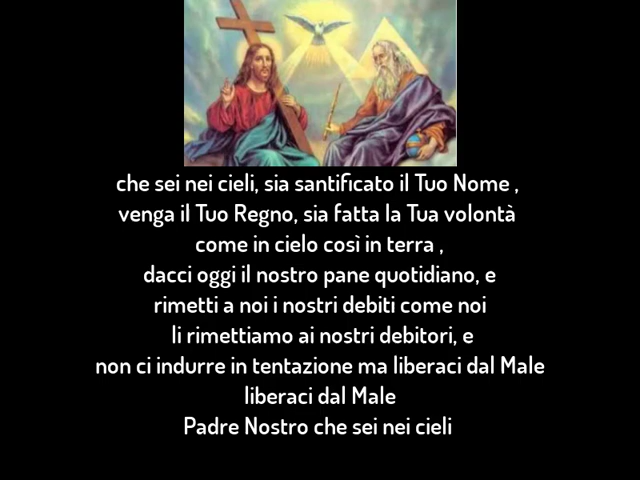 che sei nei cieli, sia santificato il Tuo Nome ,
venga il Tuo Regno, sia fatta la Tua volontà
come in cielo così in terra ,
dacci oggi il nostro pane quotidiano, e
rimetti a noi i nostri debiti come noi
li rimettiamo ai nostri debitori, e
non ci indurre in tentazione ma liberaci dal Male
liberaci dal Male
Padre Nostro che sei nei cieli